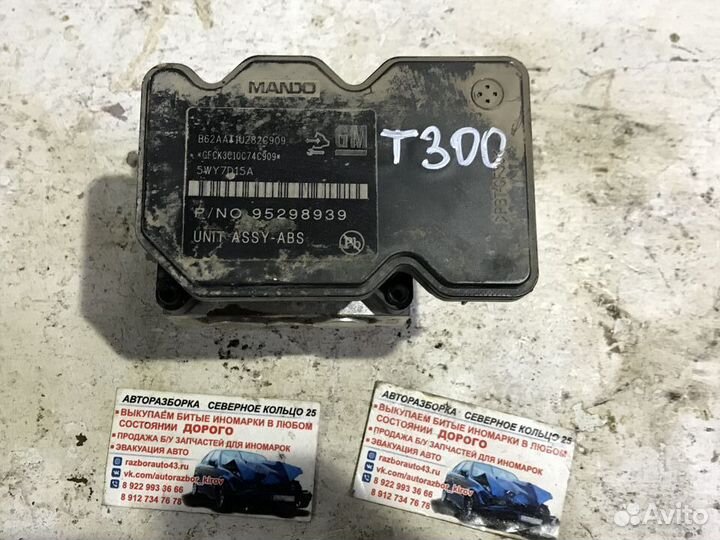 MANDO
B62AAT1U282C909
*GFCK3C10C74C909*
GM
5WY7D15A
P/NO 95298939
UNIT ASSY-ABS
Pb
T300
АВТОРАЗБОРКА СЕВЕРНОЕ КОЛЬЦО 25
• ВЫКУПАЕМ БИТЫЕ ИНОМАРКИ В ЛЮБОМ
СОСТОЯНИИ ДОРОГО
• ПРОДАЖА Б/У ЗАПЧАСТЕЙ ДЛЯ ИНОМАРОК
• ЭВАКУАЦИЯ АВТО
razborauto43.ru
vk.com/autorazbor_kirov
8 922 993 36 66
8 912 734 76 78
АВТОРАЗБОРКА СЕВЕРНОЕ КОЛЬЦО 25
• ВЫКУПАЕМ БИТЫЕ ИНОМАРКИ В ЛЮБОМ
СОСТОЯНИИ ДОРОГО
• ПРОДАЖА Б/У ЗАПЧАСТЕЙ ДЛЯ ИНОМАРОК
• ЭВАКУАЦИЯ АВТО
razborauto43.ru
vk.com/autorazbor_kirov
8 922 993 36 66
8 912 734 76 78
Avito